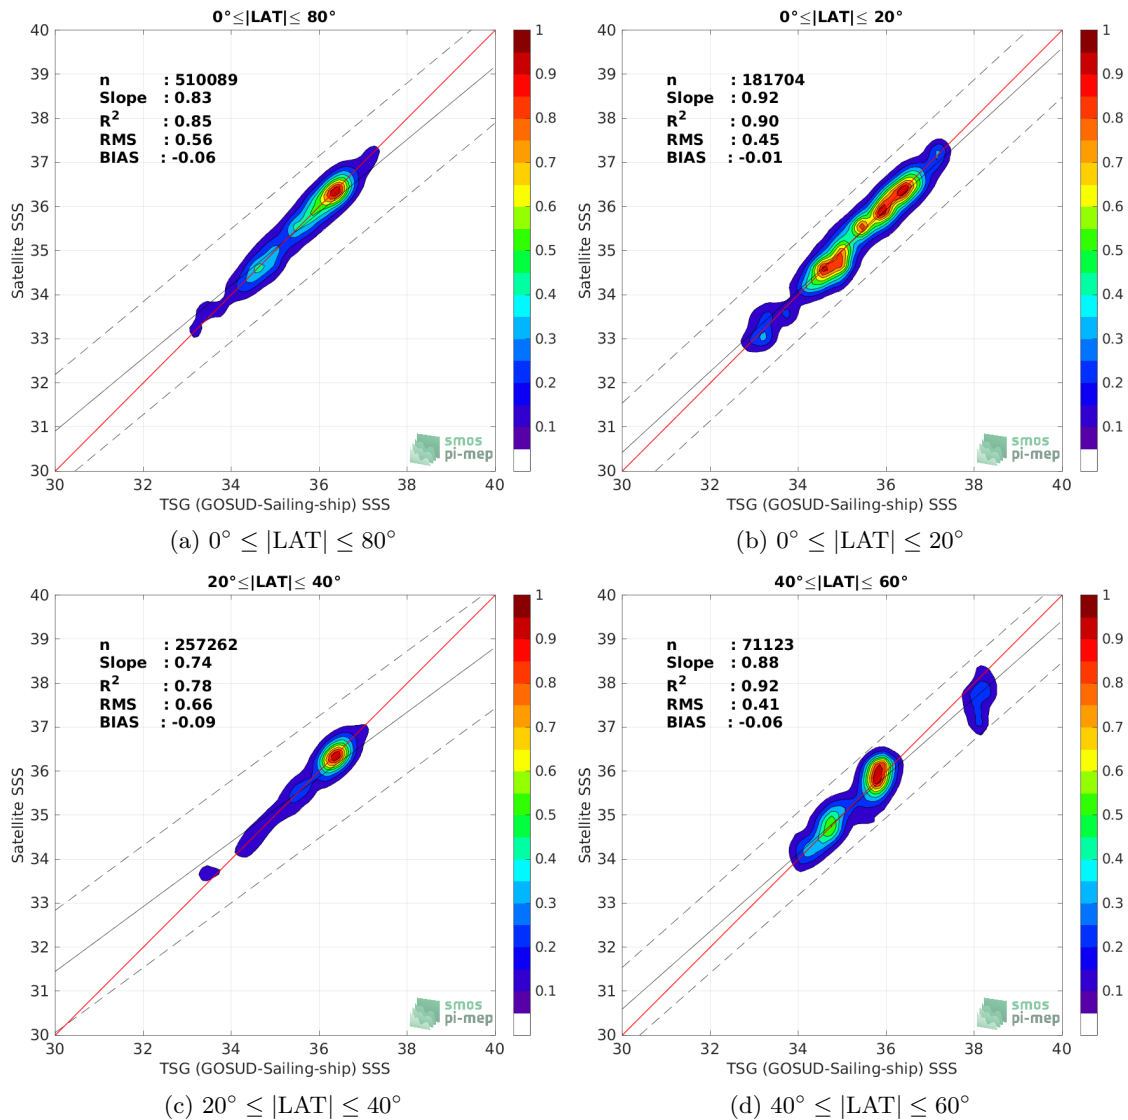 0°≤|LAT|≤ 80°
40
39
38
37
36
35
34
33
32
31
30
Satellite SSS
n : 510089
Slope : 0.83
R² : 0.85
RMS : 0.56
BIAS : -0.06
smos
pi-mep
30 32 34 36 38 40
TSG (GOSUD-Sailing-ship) SSS
1
0.9
0.8
0.7
0.6
0.5
0.4
0.3
0.2
0.1
(a) 0° ≤ |LAT| ≤ 80°
0°≤|LAT|≤ 20°
40
39
38
37
36
35
34
33
32
31
30
Satellite SSS
n : 181704
Slope : 0.92
R² : 0.90
RMS : 0.45
BIAS : -0.01
smos
pi-mep
30 32 34 36 38 40
TSG (GOSUD-Sailing-ship) SSS
1
0.9
0.8
0.7
0.6
0.5
0.4
0.3
0.2
0.1
(b) 0° ≤ |LAT| ≤ 20°
20°≤|LAT|≤ 40°
40
39
38
37
36
35
34
33
32
31
30
Satellite SSS
n : 257262
Slope : 0.74
R² : 0.78
RMS : 0.66
BIAS : -0.09
smos
pi-mep
30 32 34 36 38 40
TSG (GOSUD-Sailing-ship) SSS
1
0.9
0.8
0.7
0.6
0.5
0.4
0.3
0.2
0.1
(c) 20° ≤ |LAT| ≤ 40°
40°≤|LAT|≤ 60°
40
39
38
37
36
35
34
33
32
31
30
Satellite SSS
n : 71123
Slope : 0.88
R² : 0.92
RMS : 0.41
BIAS : -0.06
smos
pi-mep
30 32 34 36 38 40
TSG (GOSUD-Sailing-ship) SSS
1
0.9
0.8
0.7
0.6
0.5
0.4
0.3
0.2
0.1
(d) 40° ≤ |LAT| ≤ 60°